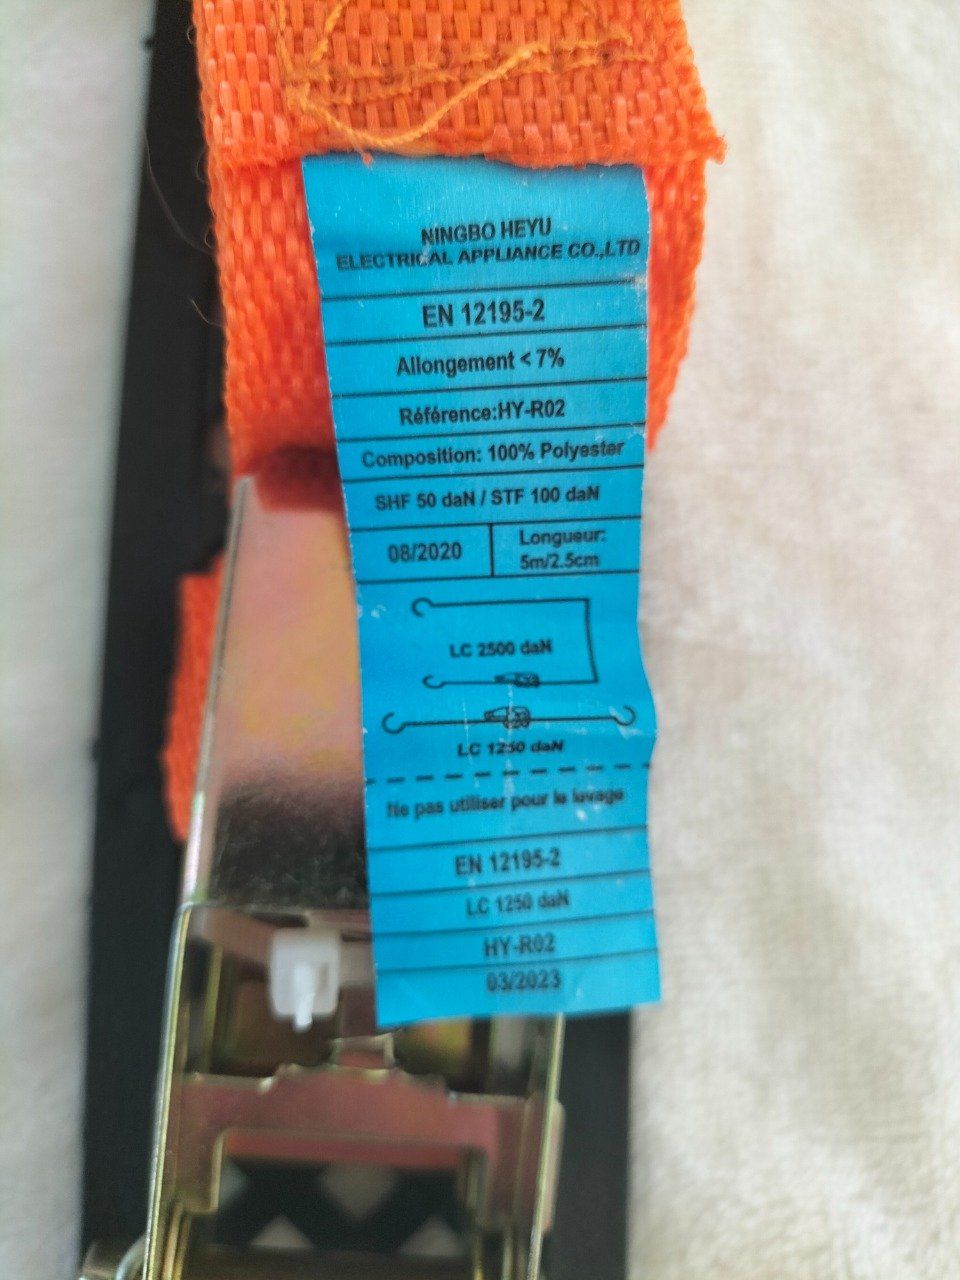 NINGBO HEYU
ELECTRICAL APPLIANCE CO.,LTD
EN 12195-2
Allongement < 7%
Référence:HY-R02
Composition: 100% Polyester
SHF 50 daN / STF 100 daN
08/2020
Longueur:
5m/2.5cm
LC 2500 daN
LC 1250 daN
Ne pas utiliser pour le levage
EN 12195-2
LC 1250 daN
HY-R02
03/2023